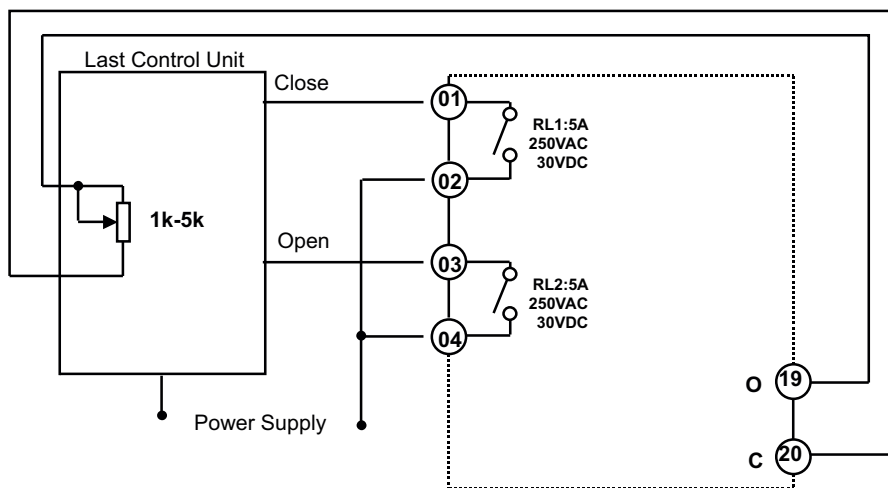 Last Control Unit
Close
01
RL1:5A
250VAC
30VDC
02
1k-5k
Open
03
RL2:5A
250VAC
30VDC
04
O
19
Power Supply
C
20